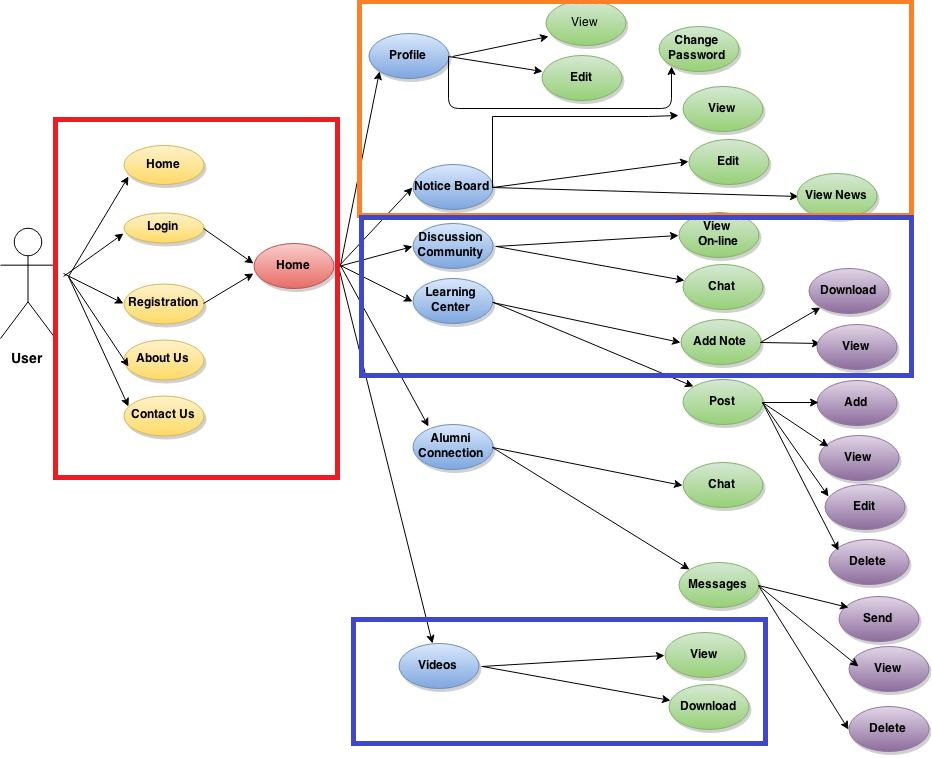 View
Profile
Edit
Change
Password
View
Home
Edit
Notice Board
View News
Login
Home
Discussion
Community
View
On-line
Registration
Learning
Center
Chat
Download
User
About Us
Add Note
View
Contact Us
Post
Add
Alumni
Connection
View
Chat
Edit
Delete
Messages
Send
Videos
View
View
Download
Delete